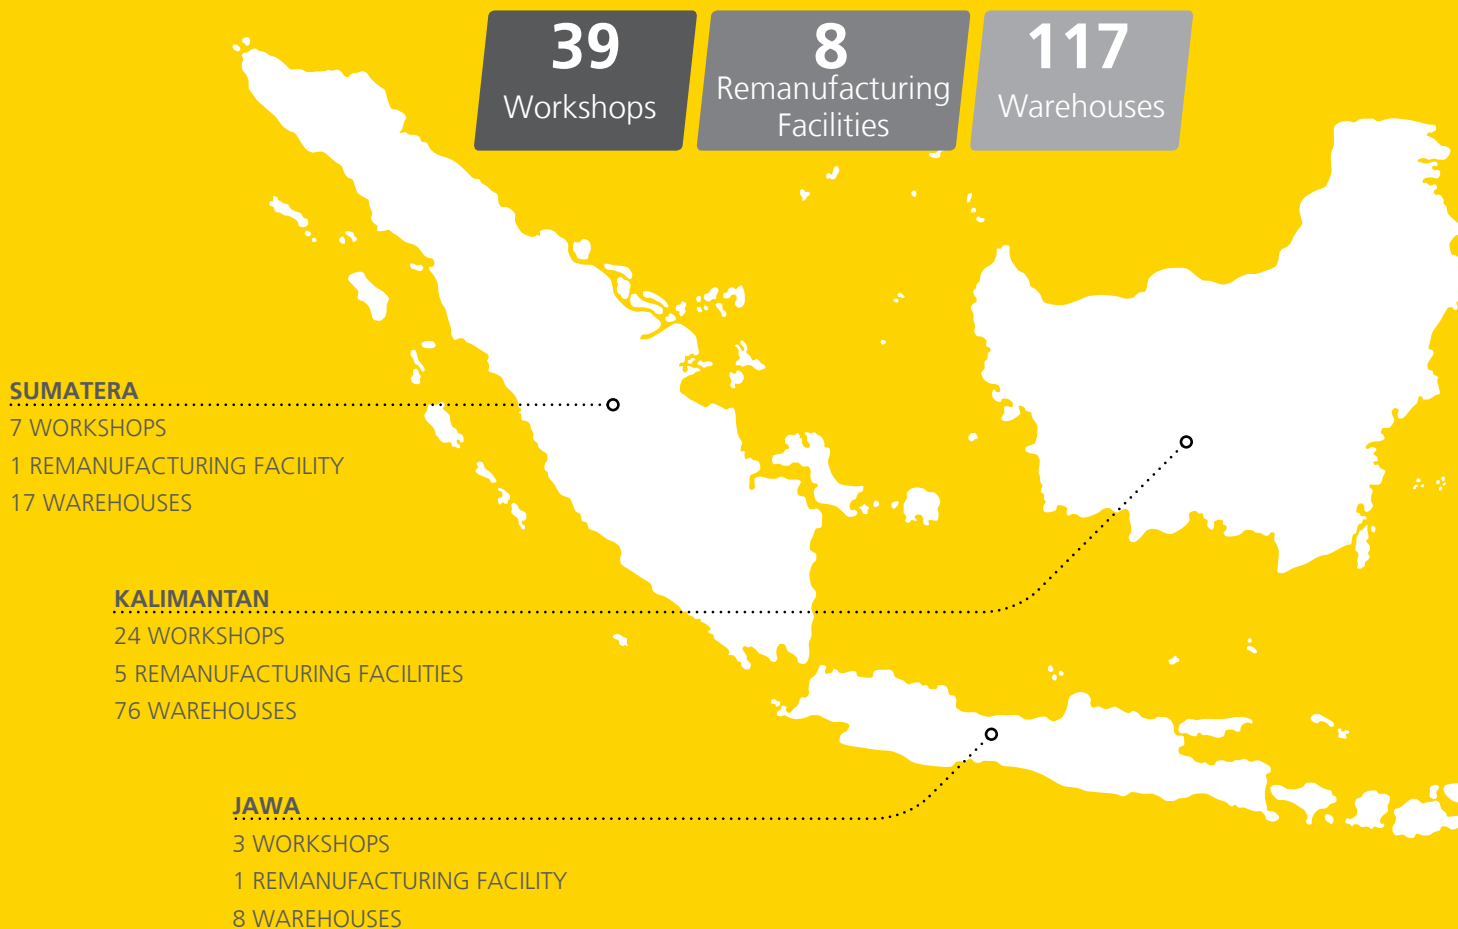 39
Workshops
8
Remanufacturing
Facilities
117
Warehouses
SUMATERA
7 WORKSHOPS
1 REMANUFACTURING FACILITY
17 WAREHOUSES
KALIMANTAN
24 WORKSHOPS
5 REMANUFACTURING FACILITIES
76 WAREHOUSES
JAWA
3 WORKSHOPS
1 REMANUFACTURING FACILITY
8 WAREHOUSES